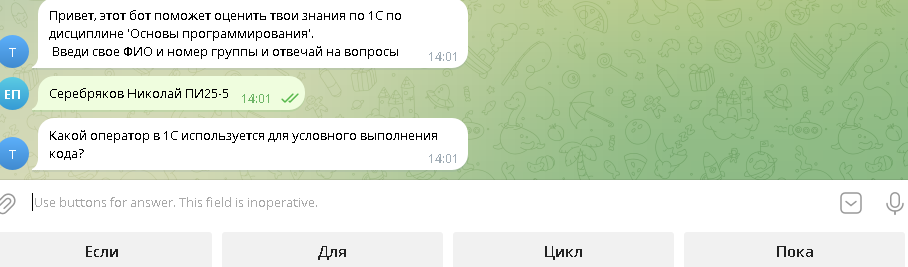 Привет, этот бот поможет оценить твои знания по 1С по
дисциплине 'Основы программирования'.
Введи свое ФИО и номер группы и отвечай на вопросы
14:01
Т
ЕП
Серебряков Николай ПИ25-5
14:01
Какой оператор в 1С используется для условного выполнения
кода?
14:01
Т
Use buttons for answer. This field is inoperative.
Если
Для
Цикл
Пока